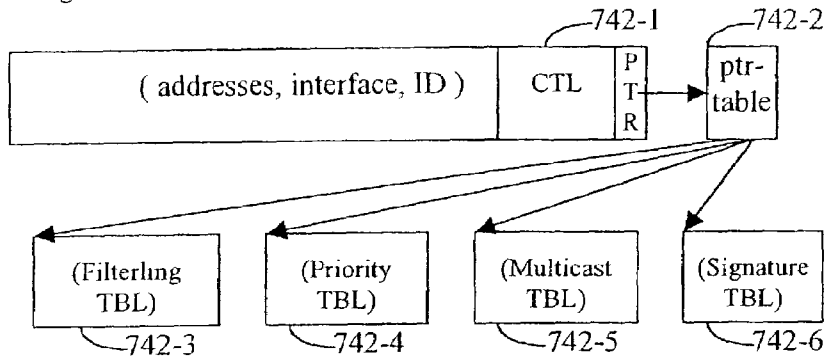 742-1
742-2
( addresses, interface, ID )
CTL
P
T
R
ptr-
table
(Filterlng
TBL)
(Priority
TBL)
(Multicast
TBL)
(Signature
TBL)
742-3
742-4
742-5
742-6